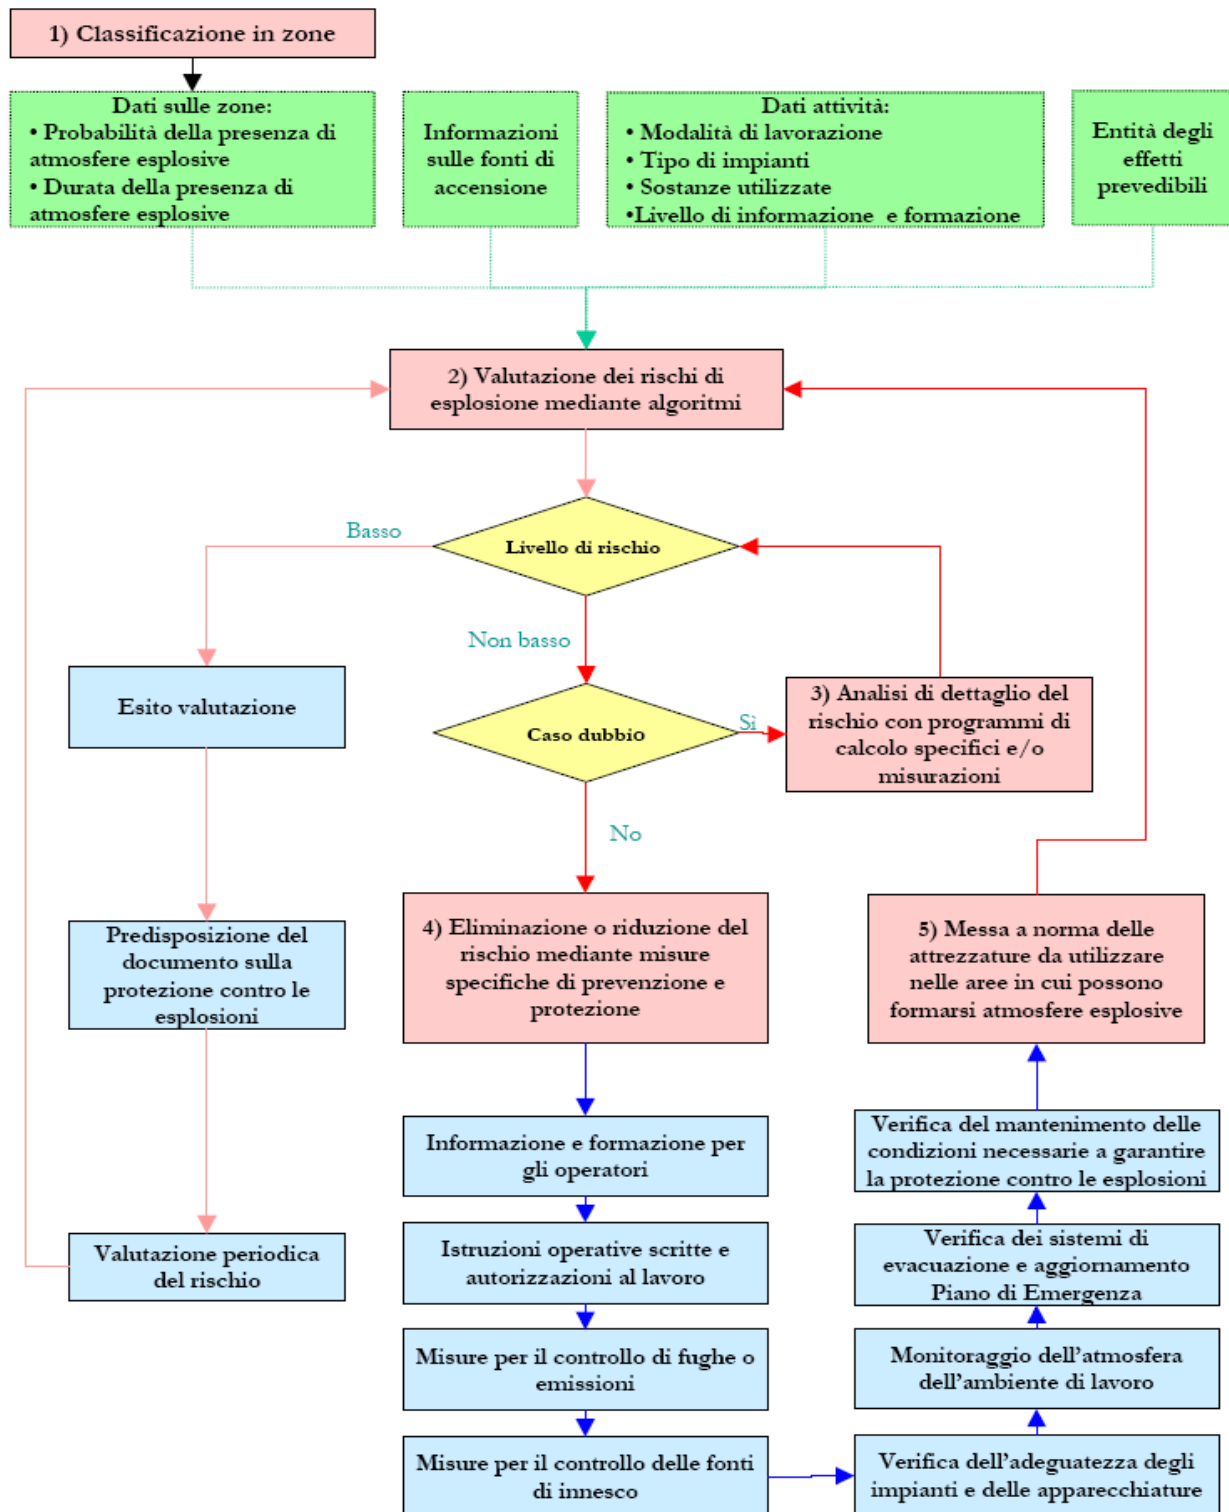 1) Classificazione in zone
Dati sulle zone:
• Probabilità della presenza di
atmosfere esplosive
• Durata della presenza di
atmosfere esplosive
Informazioni
sulle fonti di
accensione
Dati attività:
• Modalità di lavorazione
• Tipo di impianti
• Sostanze utilizzate
•Livello di informazione e formazione
Entità degli
effetti
prevedibili
2) Valutazione dei rischi di
esplosione mediante algoritmi
Livello di rischio
Basso
Non basso
Esito valutazione
Caso dubbio
Sì
3) Analisi di dettaglio del
rischio con programmi di
calcolo specifici e/o
misurazioni
No
Predisposizione del
documento sulla
protezione contro le
esplosioni
4) Eliminazione o riduzione del
rischio mediante misure
specifiche di prevenzione e
protezione
5) Messa a norma delle
attrezzature da utilizzare
nelle aree in cui possono
formarsi atmosfere esplosive
Valutazione periodica
del rischio
Informazione e formazione per
gli operatori
Istruzioni operative scritte e
autorizzazioni al lavoro
Misure per il controllo di fughe o
emissioni
Misure per il controllo delle fonti
di innesco
Verifica del mantenimento delle
condizioni necessarie a garantire
la protezione contro le esplosioni
Verifica dei sistemi di
evacuazione e aggiornamento
Piano di Emergenza
Monitoraggio dell'atmosfera
dell'ambiente di lavoro
Verifica dell'adeguatezza degli
impianti e delle apparecchiature